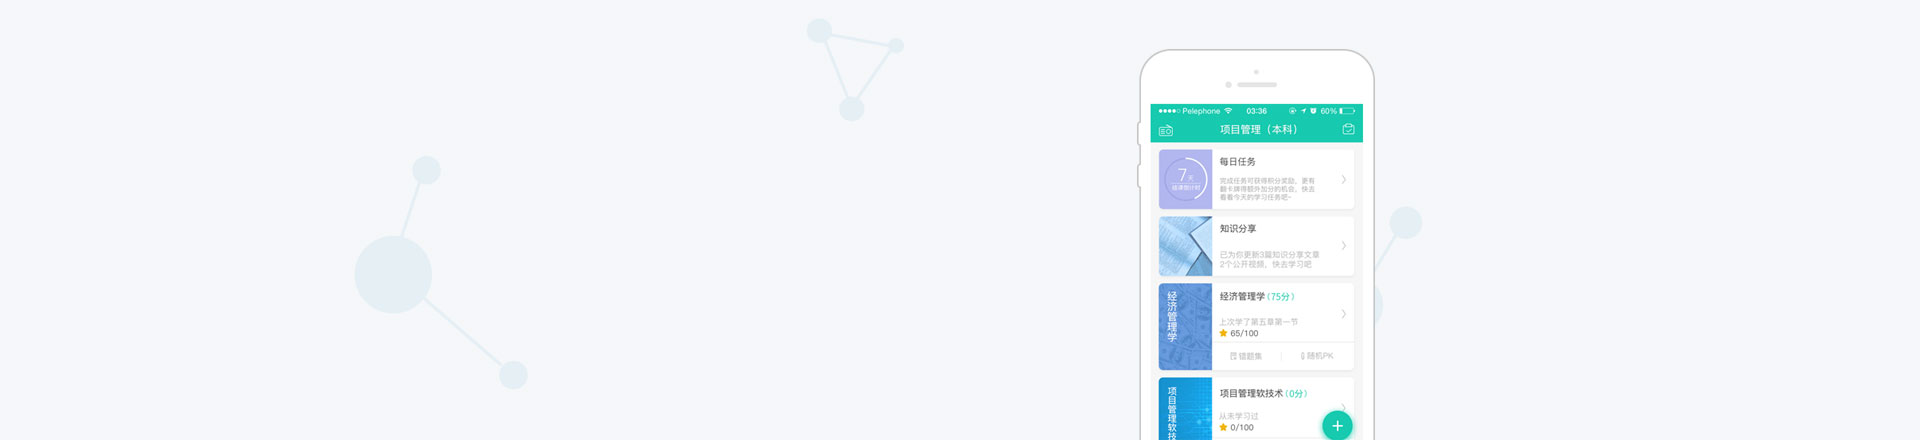 Pelephone 03:36 60%
项目管理（本科）
7天
结课倒计时
每日任务
完成任务可获得积分奖励，更有
翻卡牌得额外加分的机会，快去
看看今天的学习任务吧~
知识分享
已为你更新3篇知识分享文章
2个公开视频，快去学习吧
经济管理学
经济管理学（75分）
上次学了第五章第一节
65/100
错题集 随机PK
项目管理软技
项目管理软技术（0分）
从未学习过
0/100